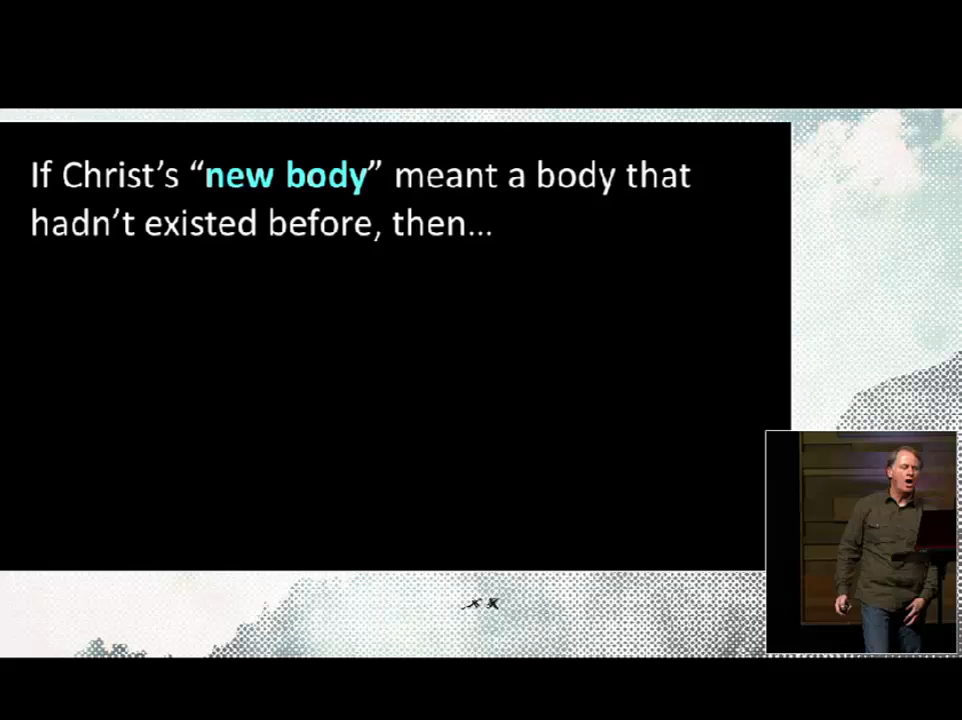 If Christ’s “new body” meant a body that
hadn’t existed before, then...